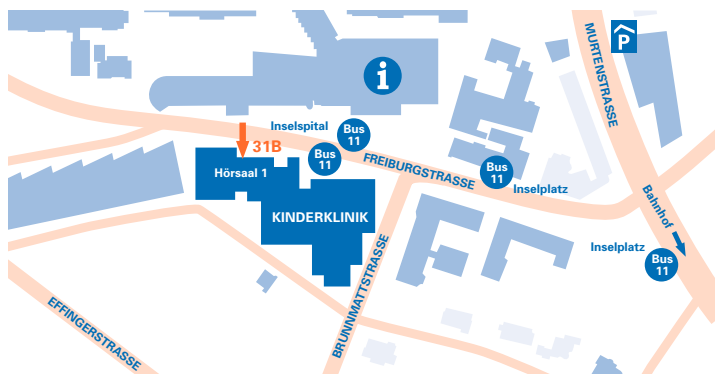 MURTENSTRASSE
P
i
Inselspital
Bus
11
31B
Bus
11
FREIBURGSTRASSE
Hörsaal 1
Bus
11
Inselplatz
Bahnhof
KINDERKLINIK
Inselplatz
Bus
11
BRUNNMATTSTRASSE
EFFINGERSTRASSE